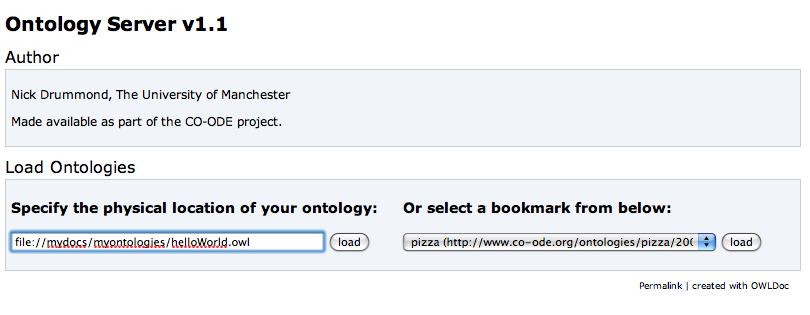 Ontology Server v1.1
Author
Nick Drummond, The University of Manchester
Made available as part of the CO-ODE project.
Load Ontologies
Specify the physical location of your ontology:
file://mydocs/myontologies/helloWorld.owl load
Or select a bookmark from below:
pizza (http://www.co-ode.org/ontologies/pizza/200 load
Permalink | created with OWLDoc